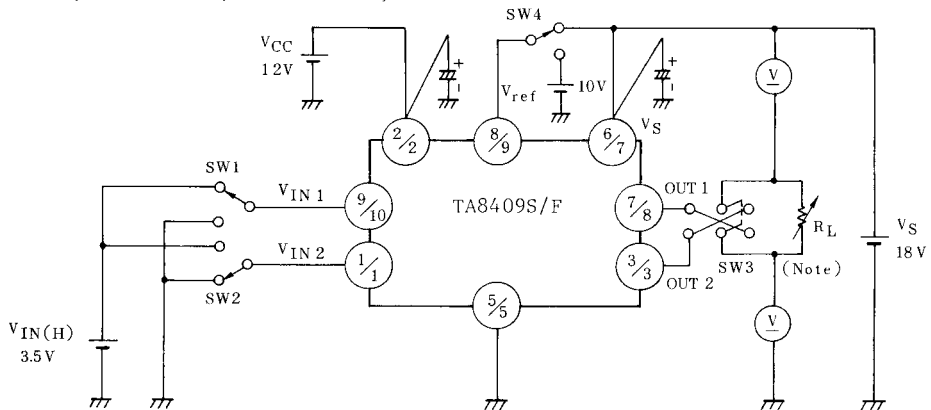 SW4
VCC
12V
+
-
Vref
10V
+
-
VS
2/2
8/9
6/7
V
SW1
VIN 1
9/10
TA8409S/F
7/8
OUT 1
RL
VS
18V
VIN 2
1/1
3/3
OUT 2
SW3
(Note)
SW2
5/5
VIN(H)
3.5V
V